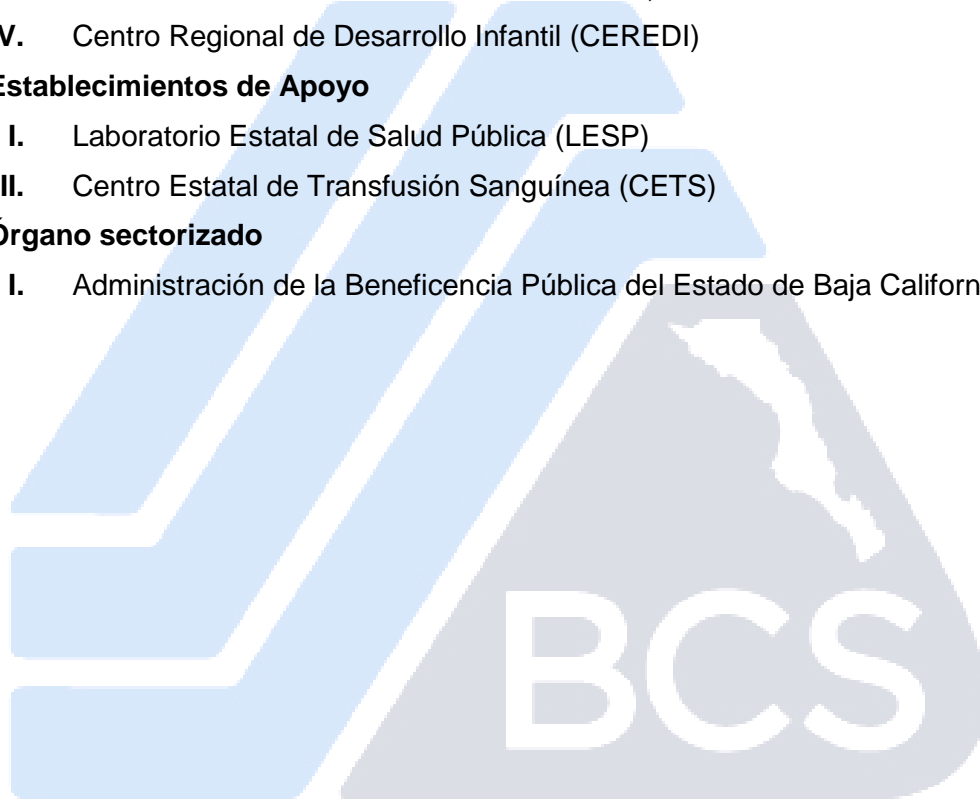 V. Centro Regional de Desarrollo Infantil (CEREDI)
Establecimientos de Apoyo
I. Laboratorio Estatal de Salud Pública (LESP)
II. Centro Estatal de Transfusión Sanguínea (CETS)
Órgano sectorizado
I. Administración de la Beneficencia Pública del Estado de Baja Californ
BCS